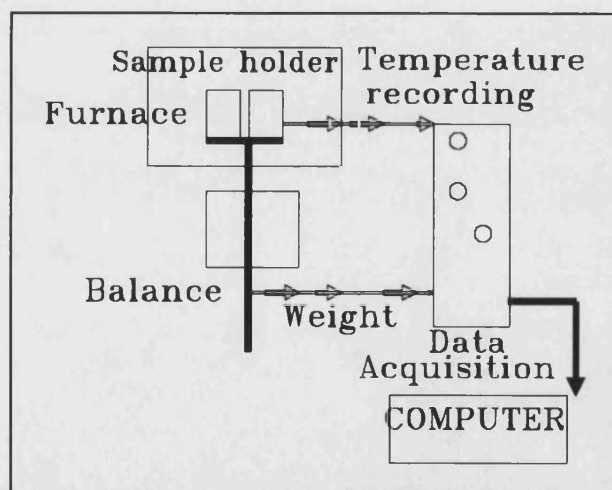 Sample holder
Furnace
Temperature
recording
Balance
Weight
Data
Acquisition
COMPUTER